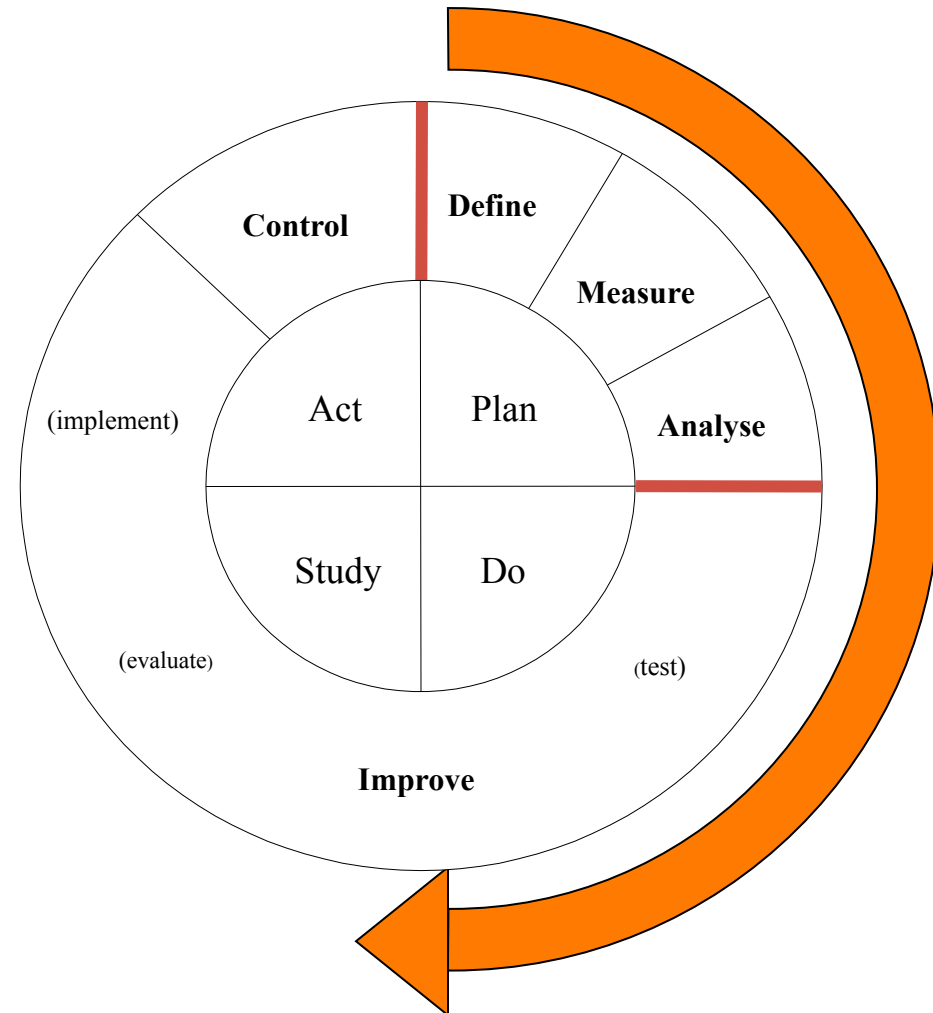 Define
Control
Measure
Act
Plan
(implement)
Analyse
Study
Do
(evaluate)
(test)
Improve